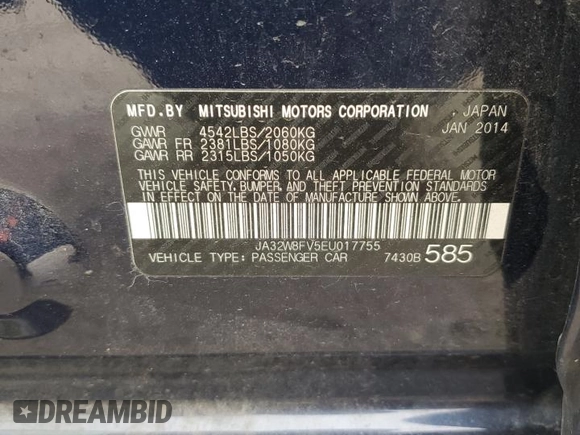 MFD.BY MITSUBISHI MOTORS CORPORATION , JAPAN
GVWR 4542LBS/2060KG JAN 2014
GAWR FR 2381LBS/1080KG
GAWR RR 2315LBS/1050KG
THIS VEHICLE CONFORMS TO ALL APPLICABLE FEDERAL MOTOR
VEHICLE SAFETY, BUMPER, AND THEFT PREVENTION STANDARDS
IN EFFECT ON THE DATE OF MANUFACTURE SHOWN ABOVE.
JA32W8FV5EU017755
VEHICLE TYPE: PASSENGER CAR 7430B 585
DREAMBID